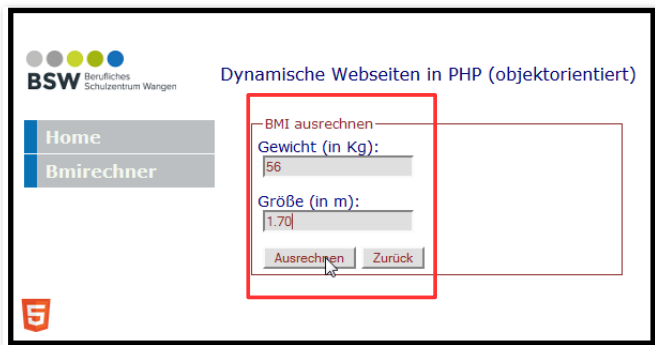 BSW Berufliches
Schulzentrum Wangen
Dynamische Webseiten in PHP (objektorientiert)
Home
Bmirechner
BMI ausrechnen
Gewicht (in Kg):
56
Größe (in m):
1.70
Ausrechnen Zurück
5